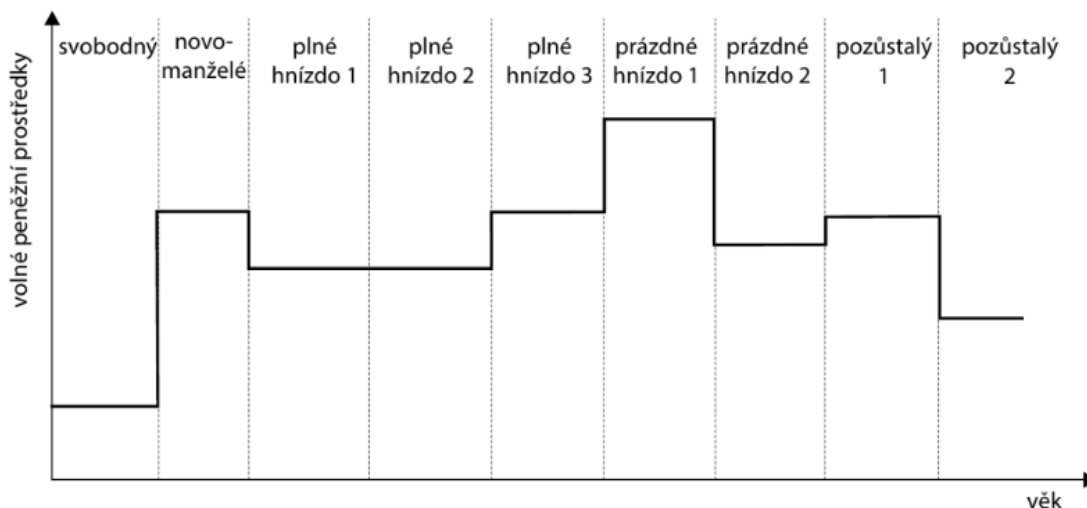 volné peněžní prostředky
svobodný
novo-
manželé
plné
hnízdo 1
plné
hnízdo 2
plné
hnízdo 3
prázdné
hnízdo 1
prázdné
hnízdo 2
pozůstalý
1
pozůstalý
2
věk